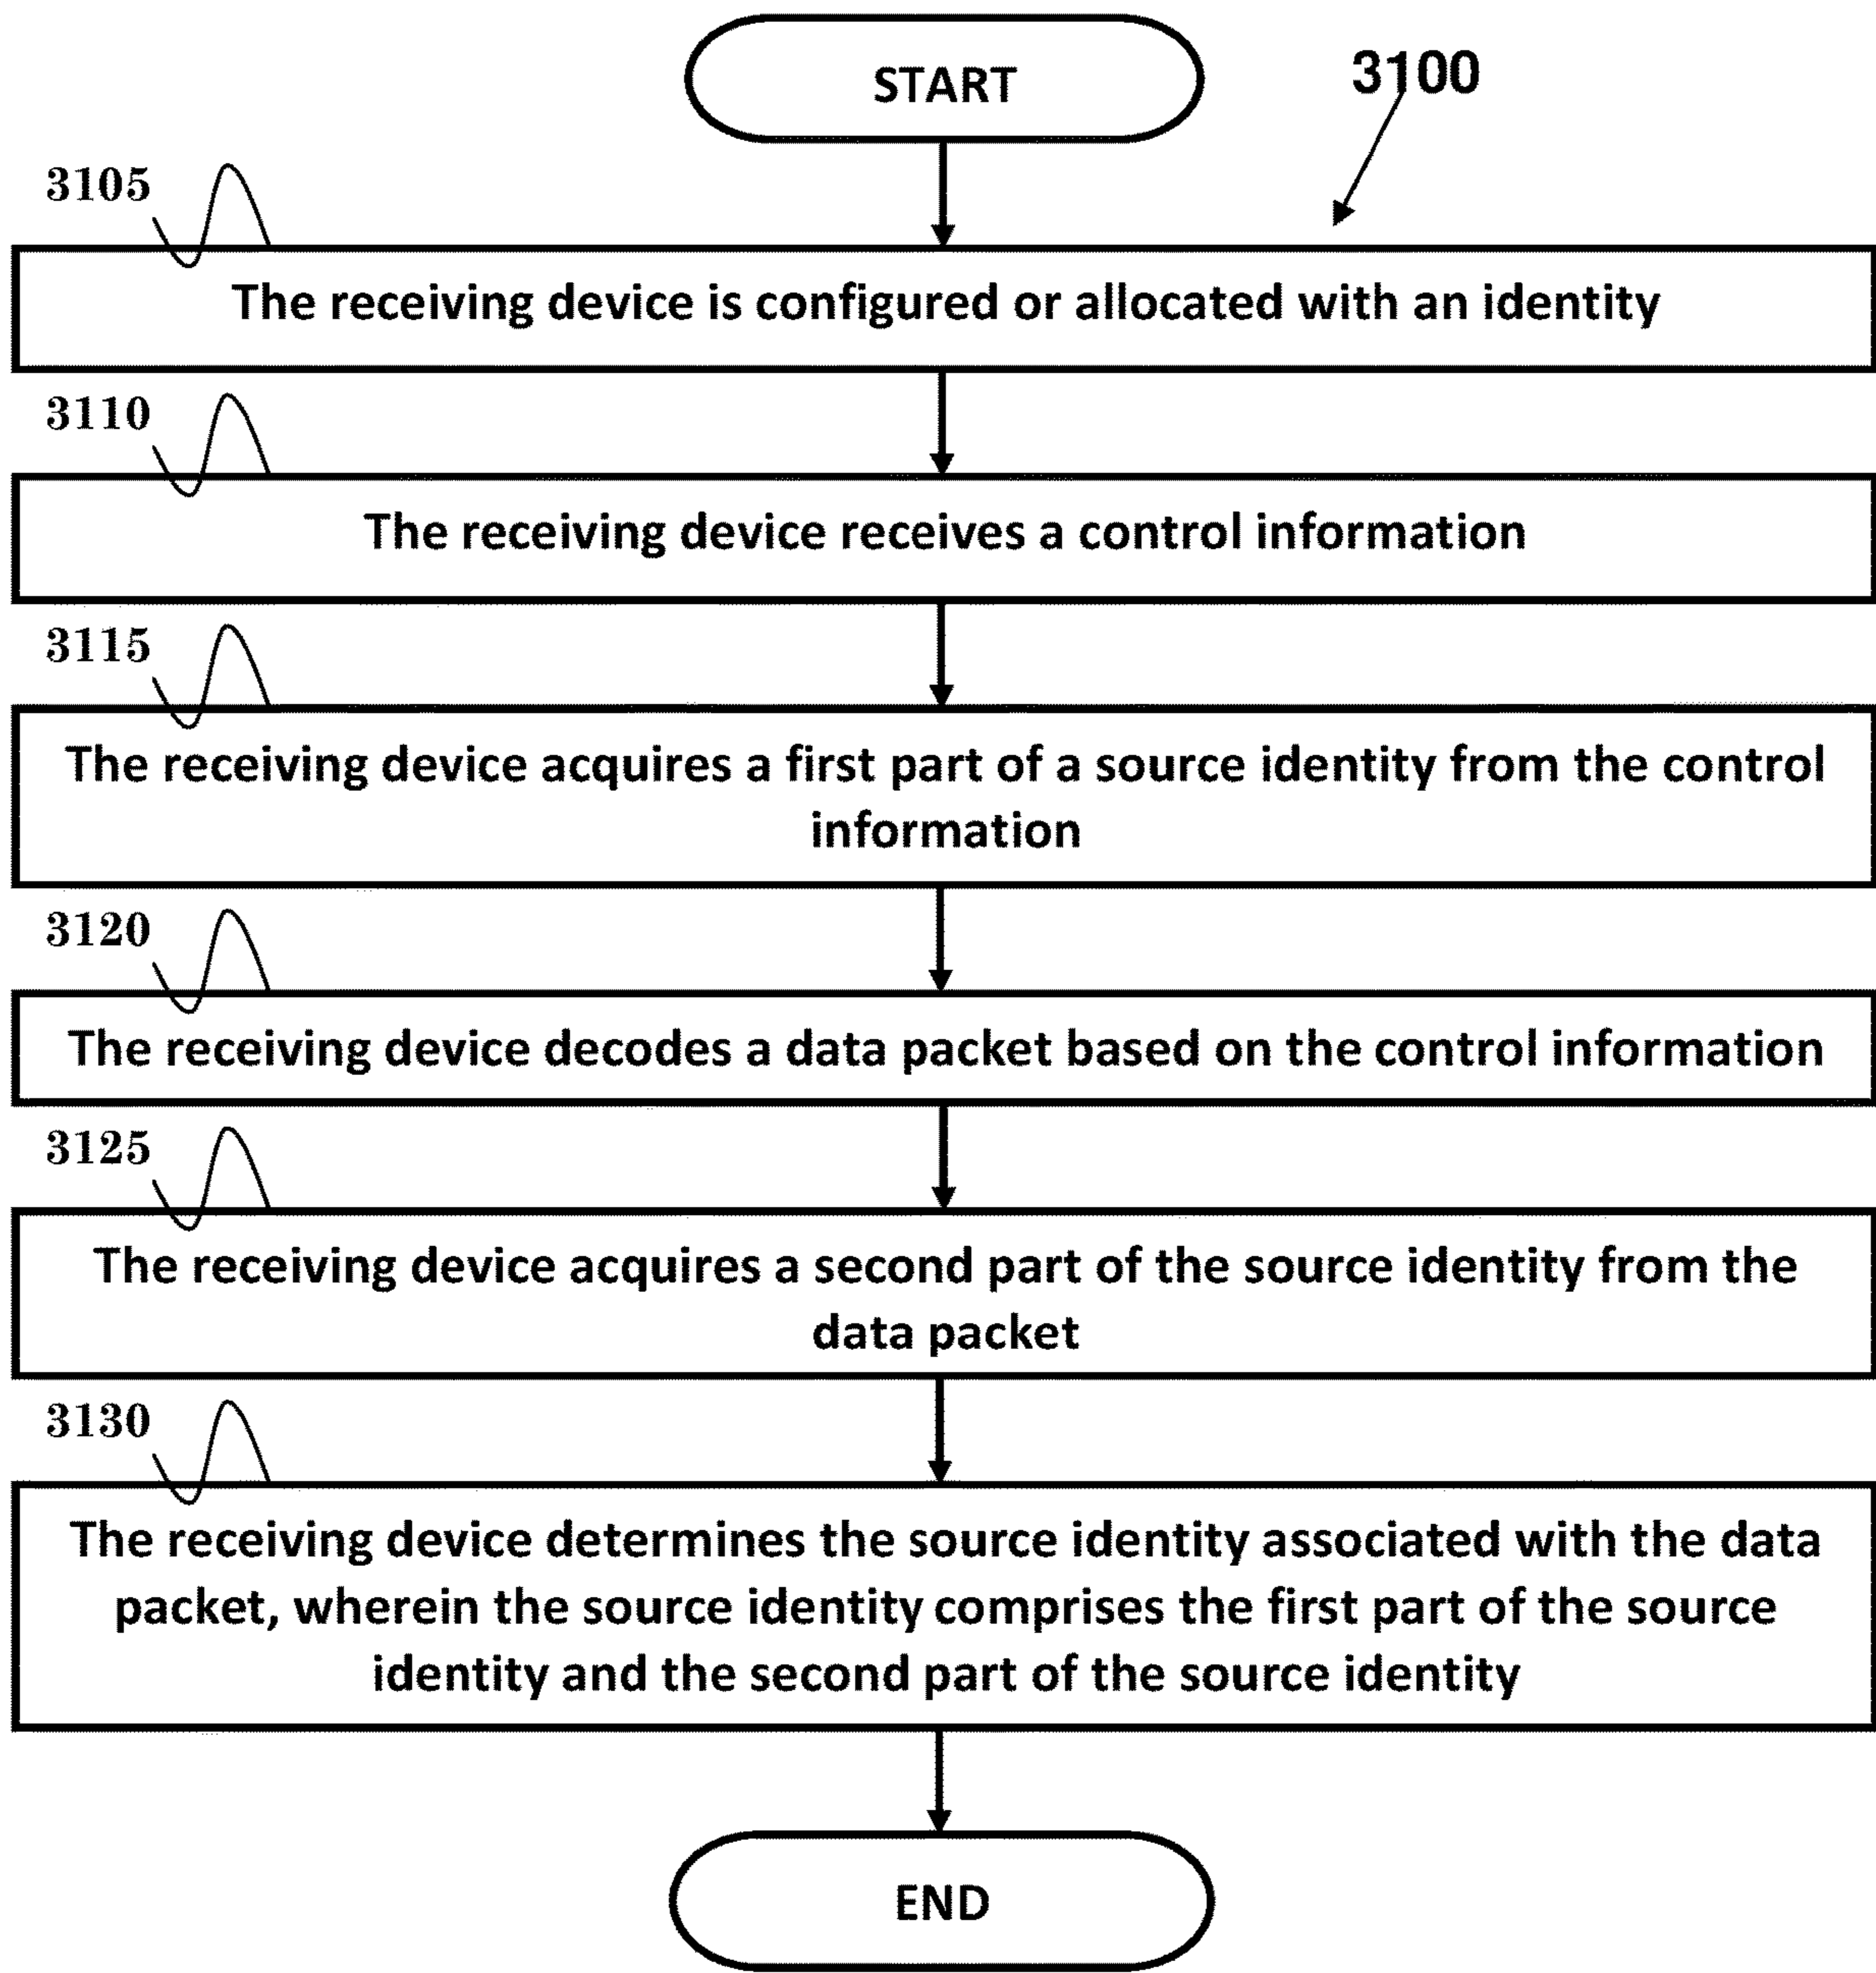 START
3100
3105
The receiving device is configured or allocated with an identity
3110
The receiving device receives a control information
3115
The receiving device acquires a first part of a source identity from the control
information
3120
The receiving device decodes a data packet based on the control information
3125
The receiving device acquires a second part of the source identity from the
data packet
3130
The receiving device determines the source identity associated with the data
packet, wherein the source identity comprises the first part of the source
identity and the second part of the source identity
END